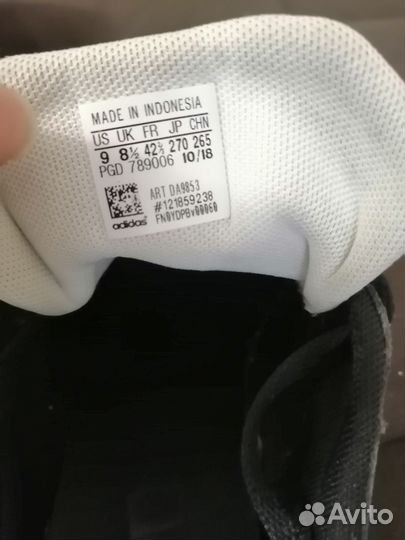 MADE IN INDONESIA
US UK FR JP CHN
9 8½ 42⅔ 270 265
PGD 789006 10/18
ART DA9853
#121859238
FN0YDPBv00060
adidas
Avito